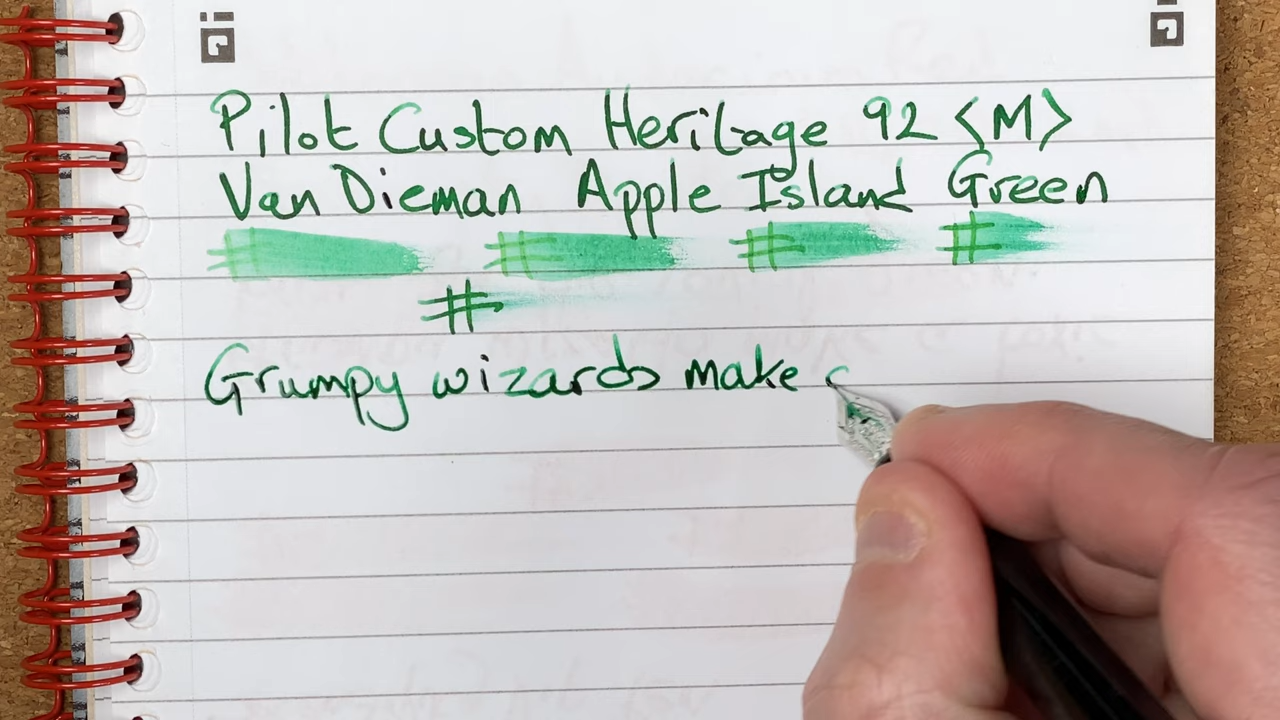 Pilot Custom Heritage 92 <M>
Van Dieman Apple Island Green
#
# # #
#
Grumpy wizards make